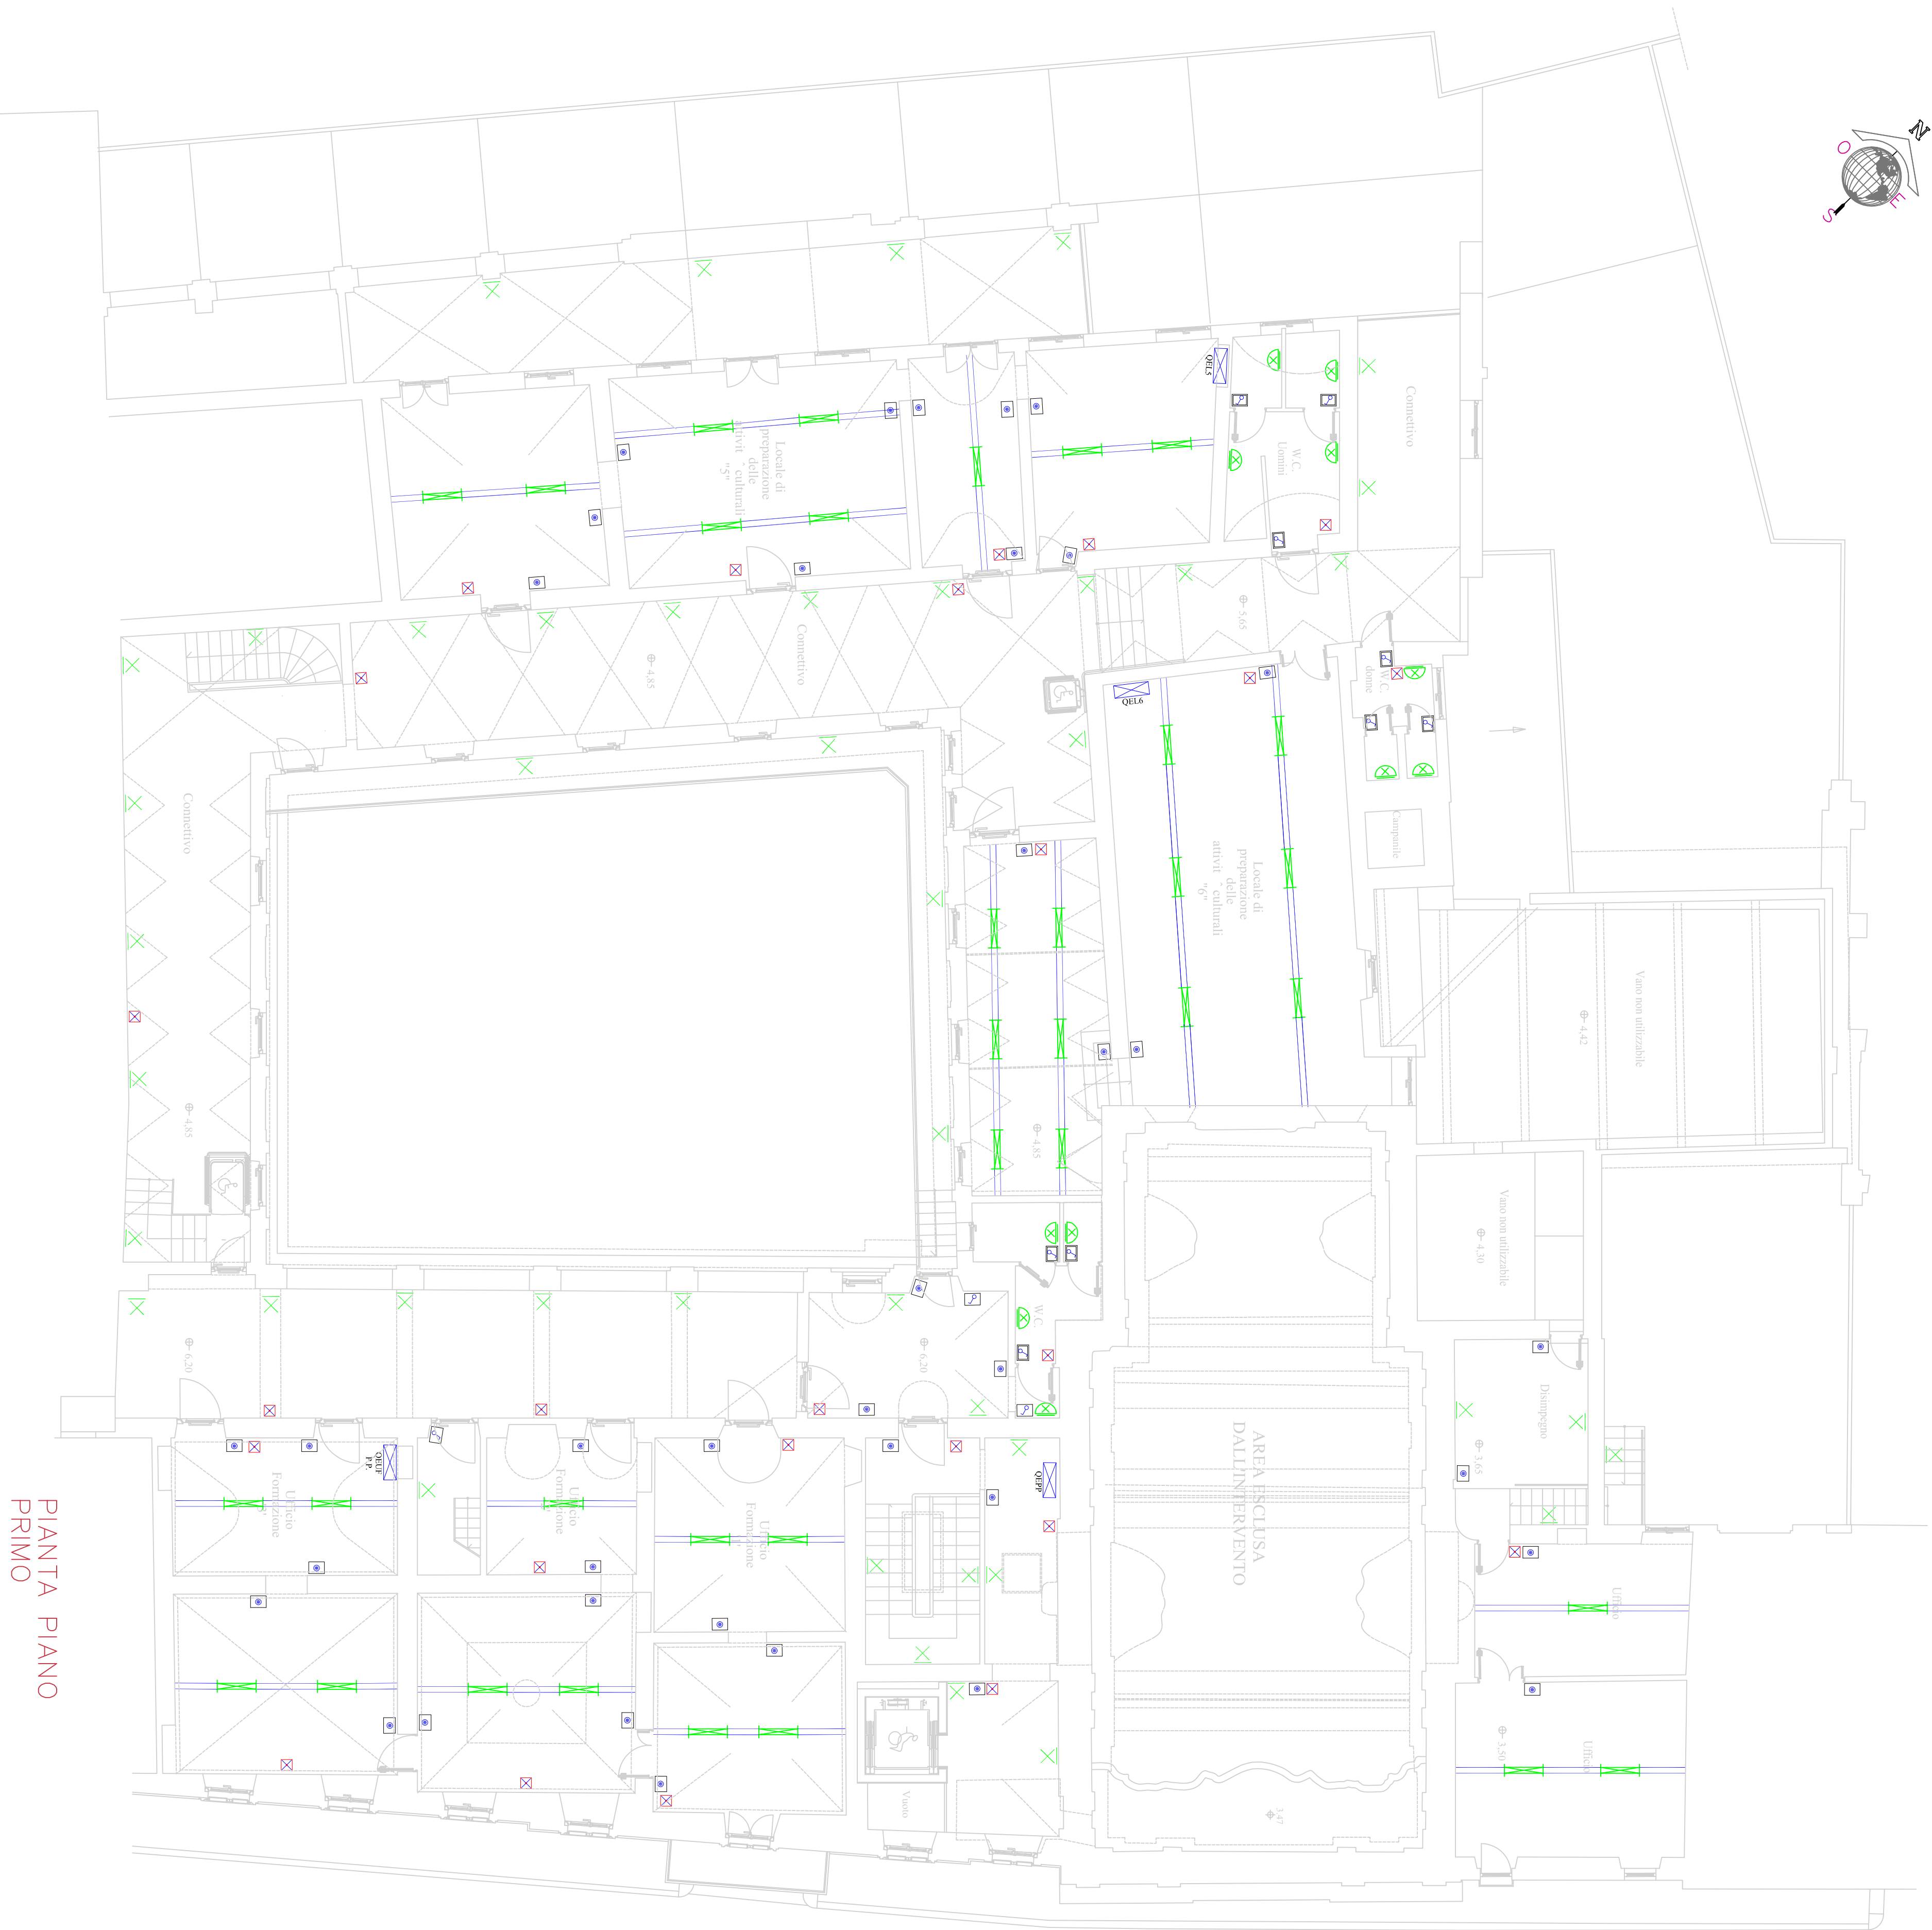 N
O
E
S
QEL5
W.C.
Uomini
Connettivo
Locale di
preparazione
delle
culturali
"5"
5,65
Connettivo
4,85
W.C.
donne
QEL6
Campanile
Connettivo
Locale di
preparazione
delle
attivit culturali
"6"
Vano non utilizzabile
4,42
4,85
4,85
Vano non utilizzabile
4,30
W.C
6,20
6,20
Disimpegno
3,65
AREA ESCLUSA
DALL'INTERVENTO
QEUF
P.P.
QEPP
Ufficio
Formazione
Ufficio
Formazione
Ufficio
Formazione
Ufficio
Ufficio
3,50
Vuoto
3,47
PIANTA PIANO
PRIMO